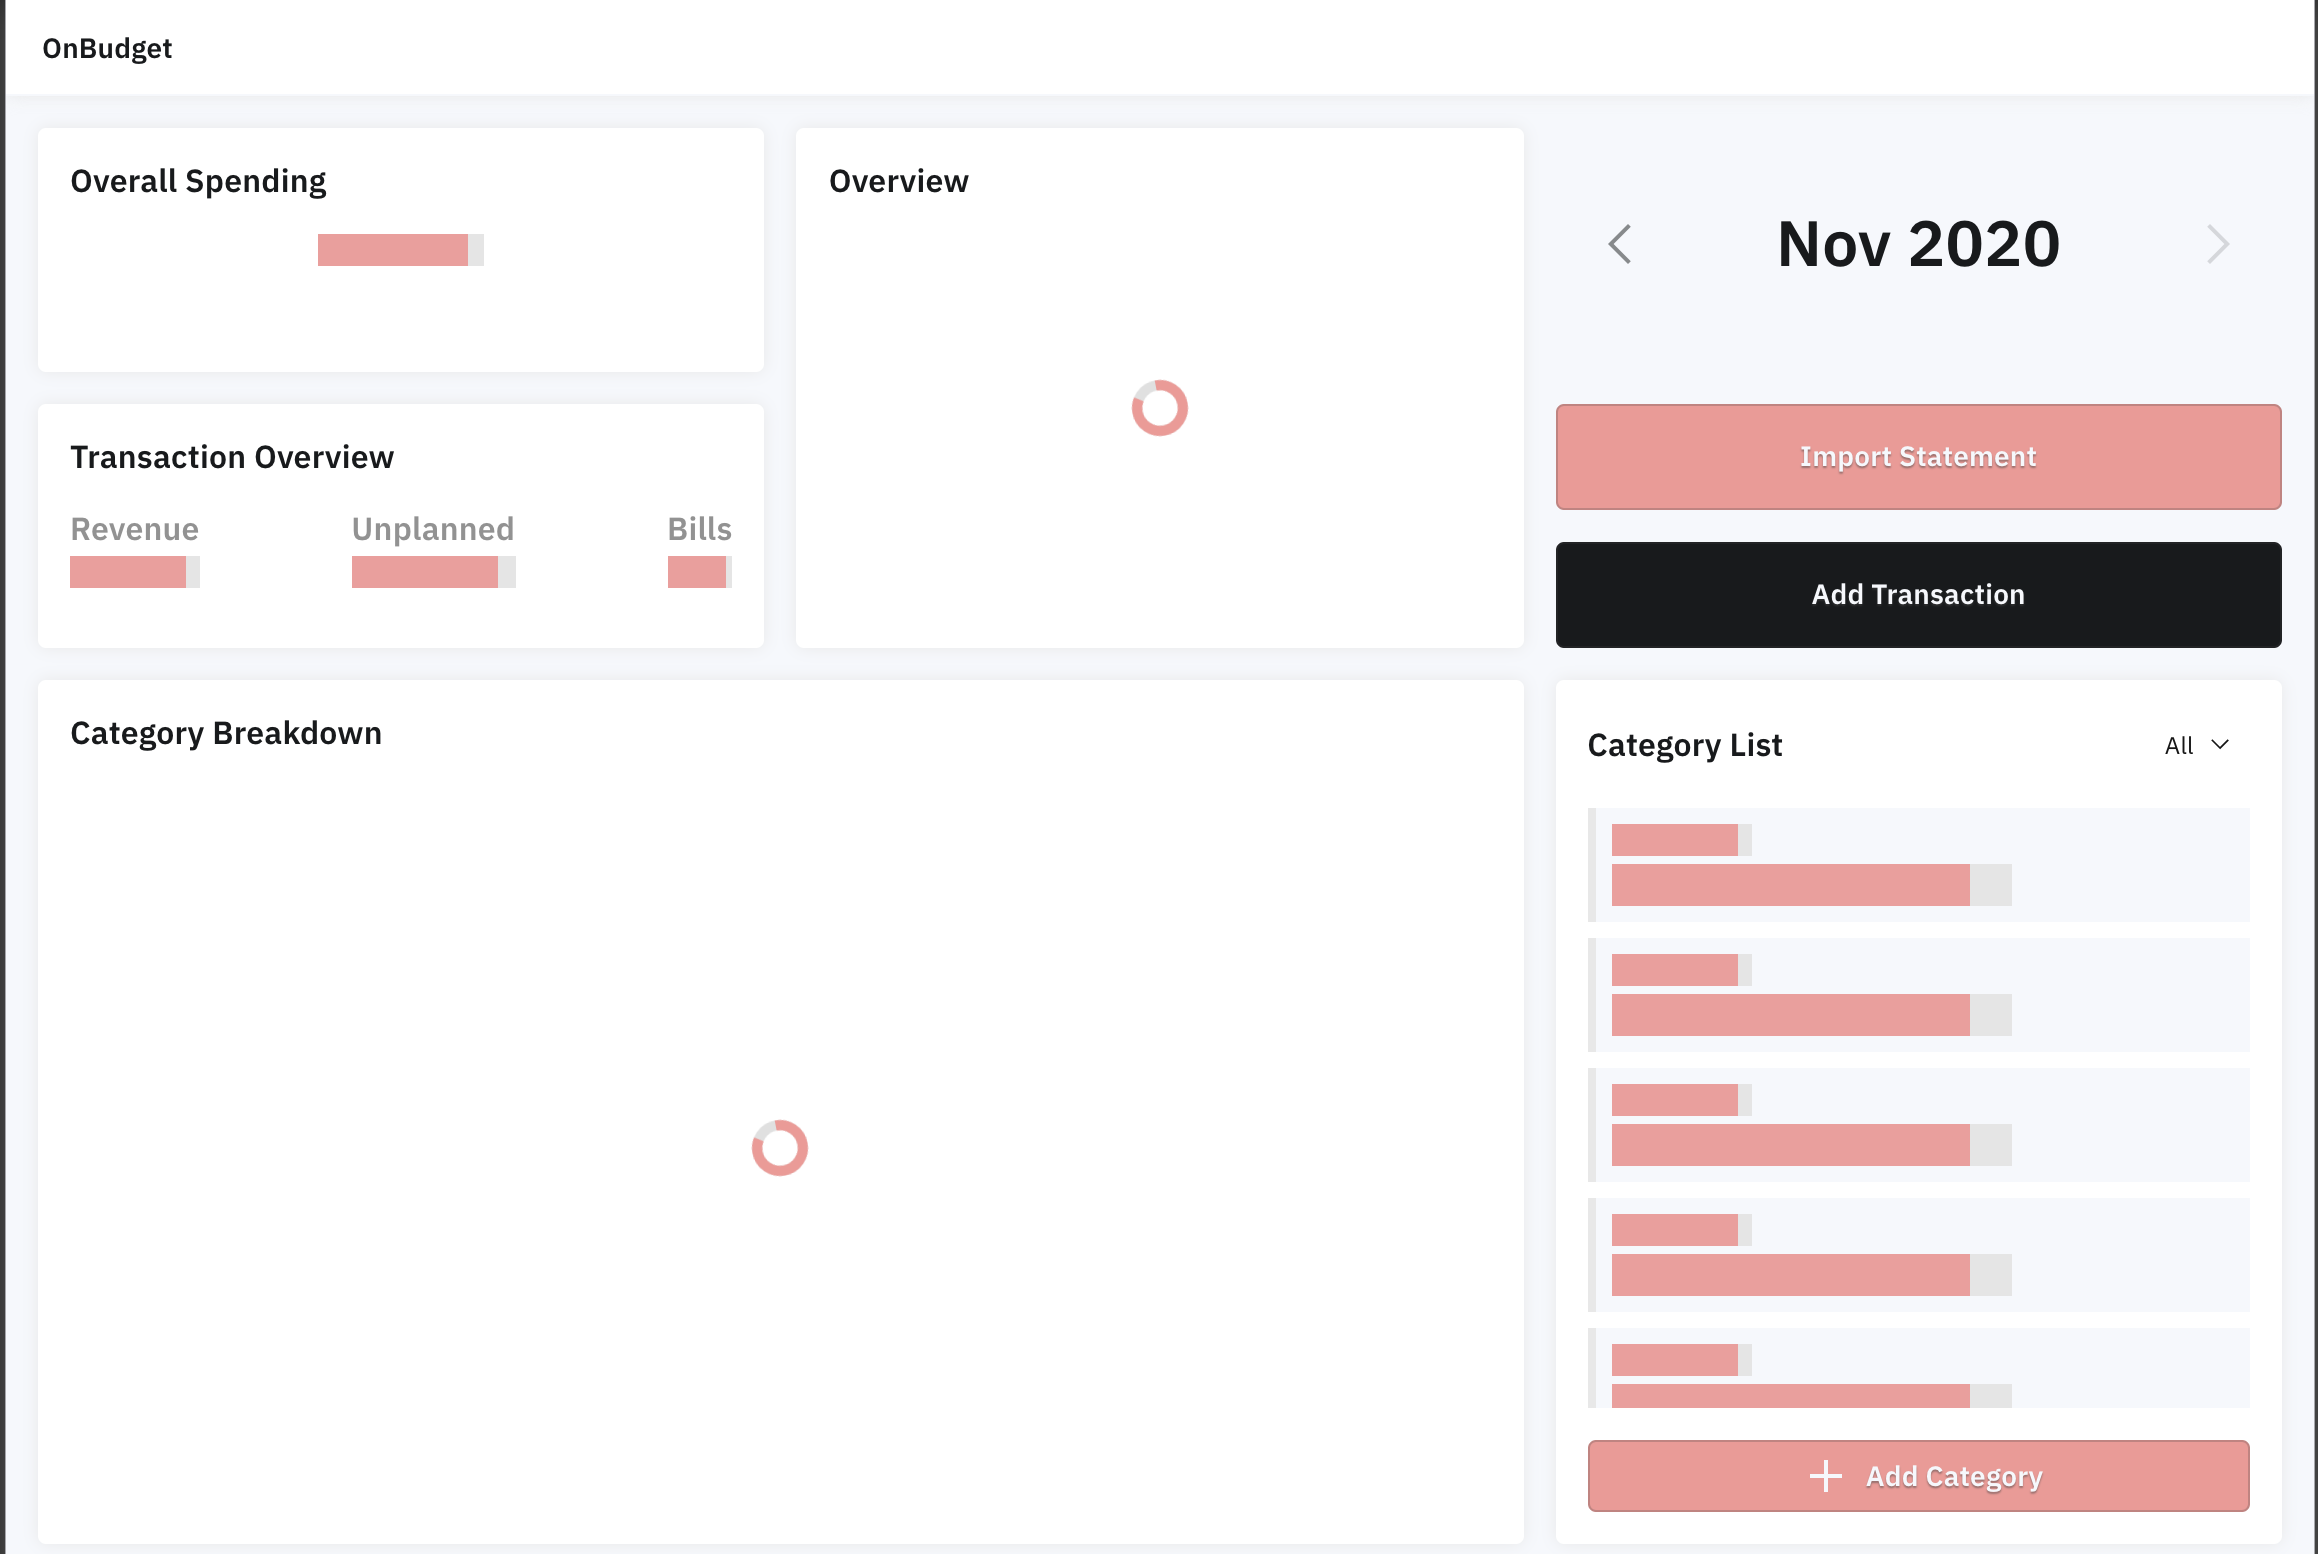 OnBudget
Overall Spending
Overview
Nov 2020
Transaction Overview
Revenue
Unplanned
Bills
Import Statement
Add Transaction
Category Breakdown
Category List
All
Add Category